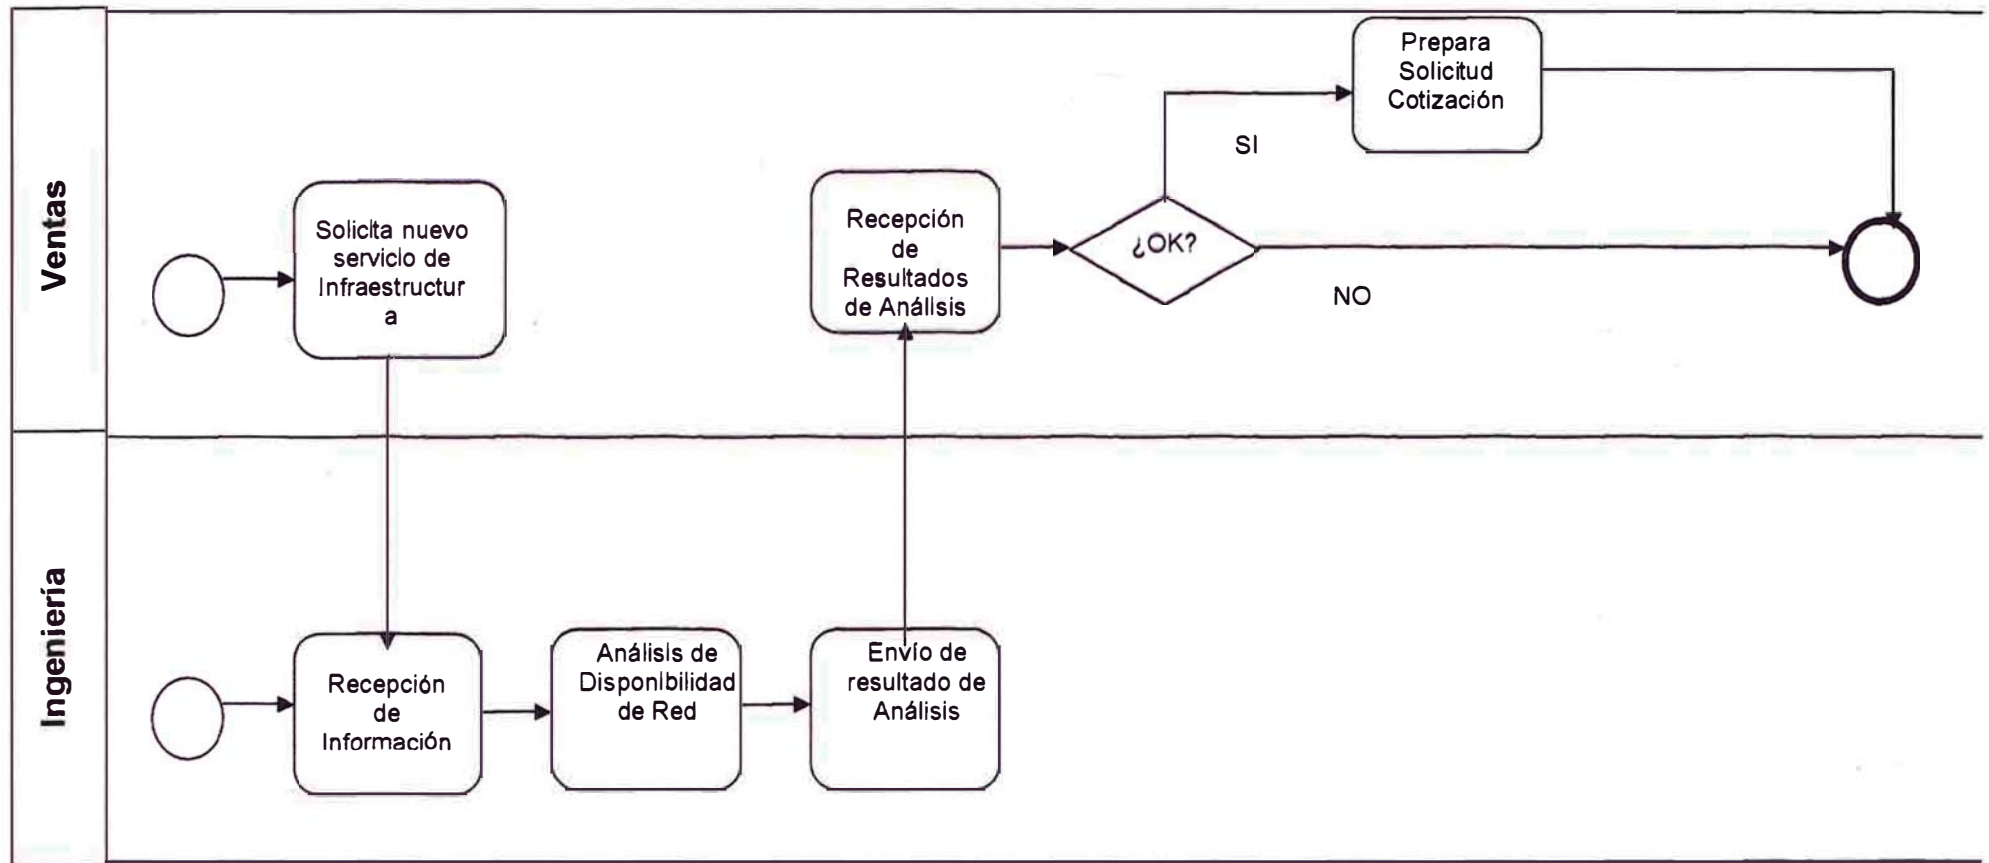 Ventas
Solicita nuevo
servicio de
Infraestructur
a
Recepción
de
Resultados
de Análisis
¿OK?
SI
NO
Prepara
Solicitud
Cotización
Ingeniería
Recepción
de
Información
Análisis de
Disponibilidad
de Red
Envío de
resultado de
Análisis